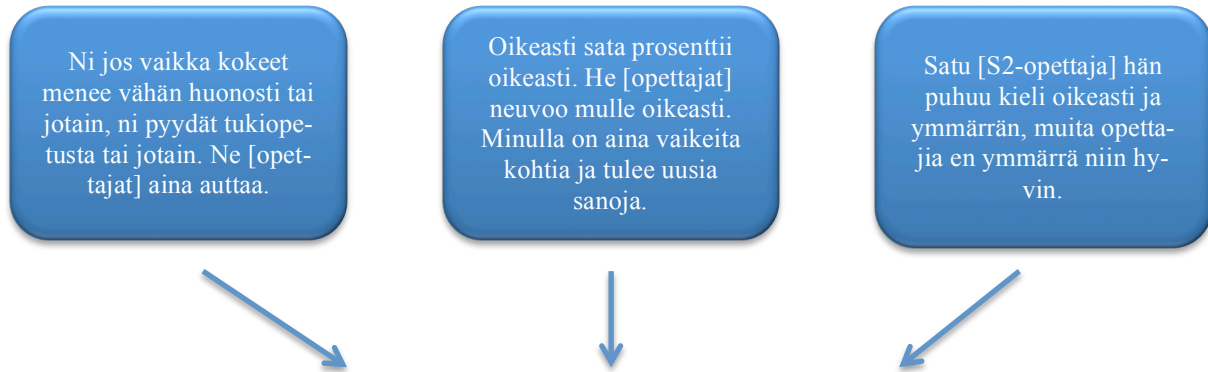 Ni jos vaikka kokeet
menee vähän huonosti tai
jotain, ni pyydät tukiope-
tusta tai jotain. Ne [opet-
tajat] aina auttaa.
Oikeasti sata prosenttii
oikeasti. He [opettajat]
neuvoo mulle oikeasti.
Minulla on aina vaikeita
kohtia ja tulee uusia
sanoja.
Satu [S2-opettaja] hän
puhuu kieli oikeasti ja
ymmärrän, muita opetta-
jia en ymmärrä niin hy-
vin.